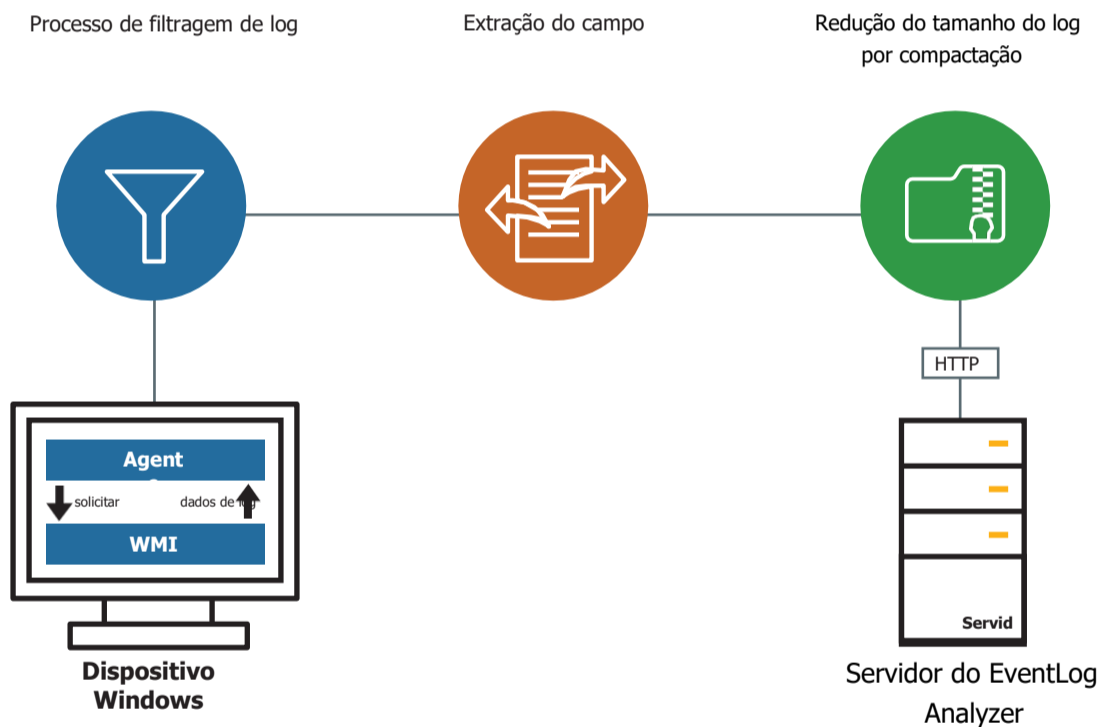 Processo de filtragem de log
Extração do campo
Redução do tamanho do log
por compactação
HTTP
Agent
solicitar
dados de log
WMI
Servid
Dispositivo
Windows
Servidor do EventLog
Analyzer